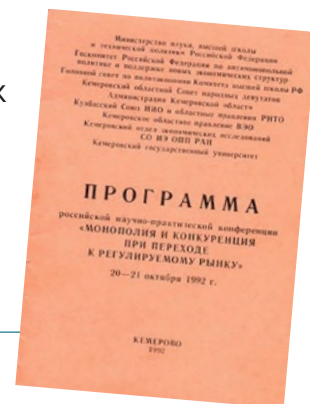 к
Министерство науки, высшей школы
и технической политики Российской Федерации
Госкомитет Российской Федерации по антимонопольной
политике и поддержке новых экономических структур
Головной совет по политэкономии Комитета высшей школы РФ
Кемеровский областной Совет народных депутатов
Администрация Кемеровской области
Кузбасский Союз НИО и областные правления РНТО
Кемеровское областное правление ВЭО
Кемеровский отдел экономических исследований
СО ИЭ ОПП РАН
Кемеровский государственный университет
ПРОГРАММА
российской научно-практической конференции
«МОНОПОЛИЯ И КОНКУРЕНЦИЯ
ПРИ ПЕРЕХОДЕ
К РЕГУЛИРУЕМОМУ РЫНКУ»
20—21 октября 1992 г.
КЕМЕРОВО
1992